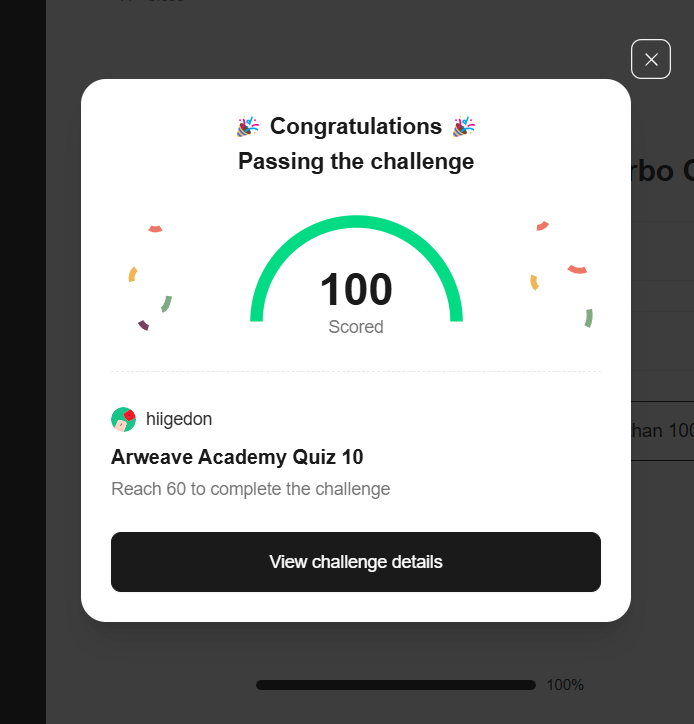 Congratulations
Passing the challenge
rbo
100
Scored
han 100
hiigedon
Arweave Academy Quiz 10
Reach 60 to complete the challenge
View challenge details
100%